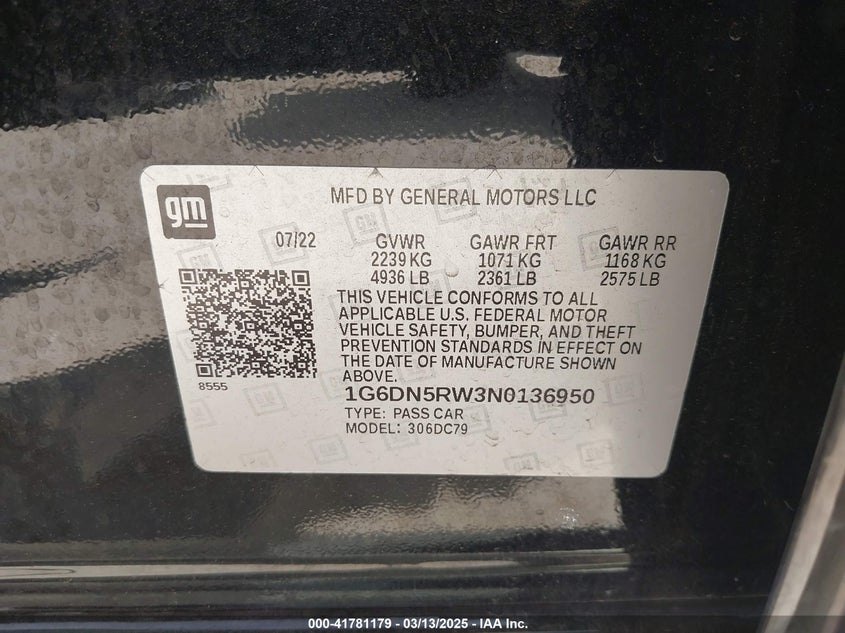 gm
MFD BY GENERAL MOTORS LLC
07/22 GVWR GAWR FRT GAWR RR
2239 KG 1071 KG 1168 KG
4936 LB 2361 LB 2575 LB
THIS VEHICLE CONFORMS TO ALL
APPLICABLE U.S. FEDERAL MOTOR
VEHICLE SAFETY, BUMPER, AND THEFT
PREVENTION STANDARDS IN EFFECT ON
THE DATE OF MANUFACTURE SHOWN
ABOVE.
8555
1G6DN5RW3N0136950
TYPE: PASS CAR
MODEL: 306DC79
000-41781179 - 03/13/2025 - IAA Inc.